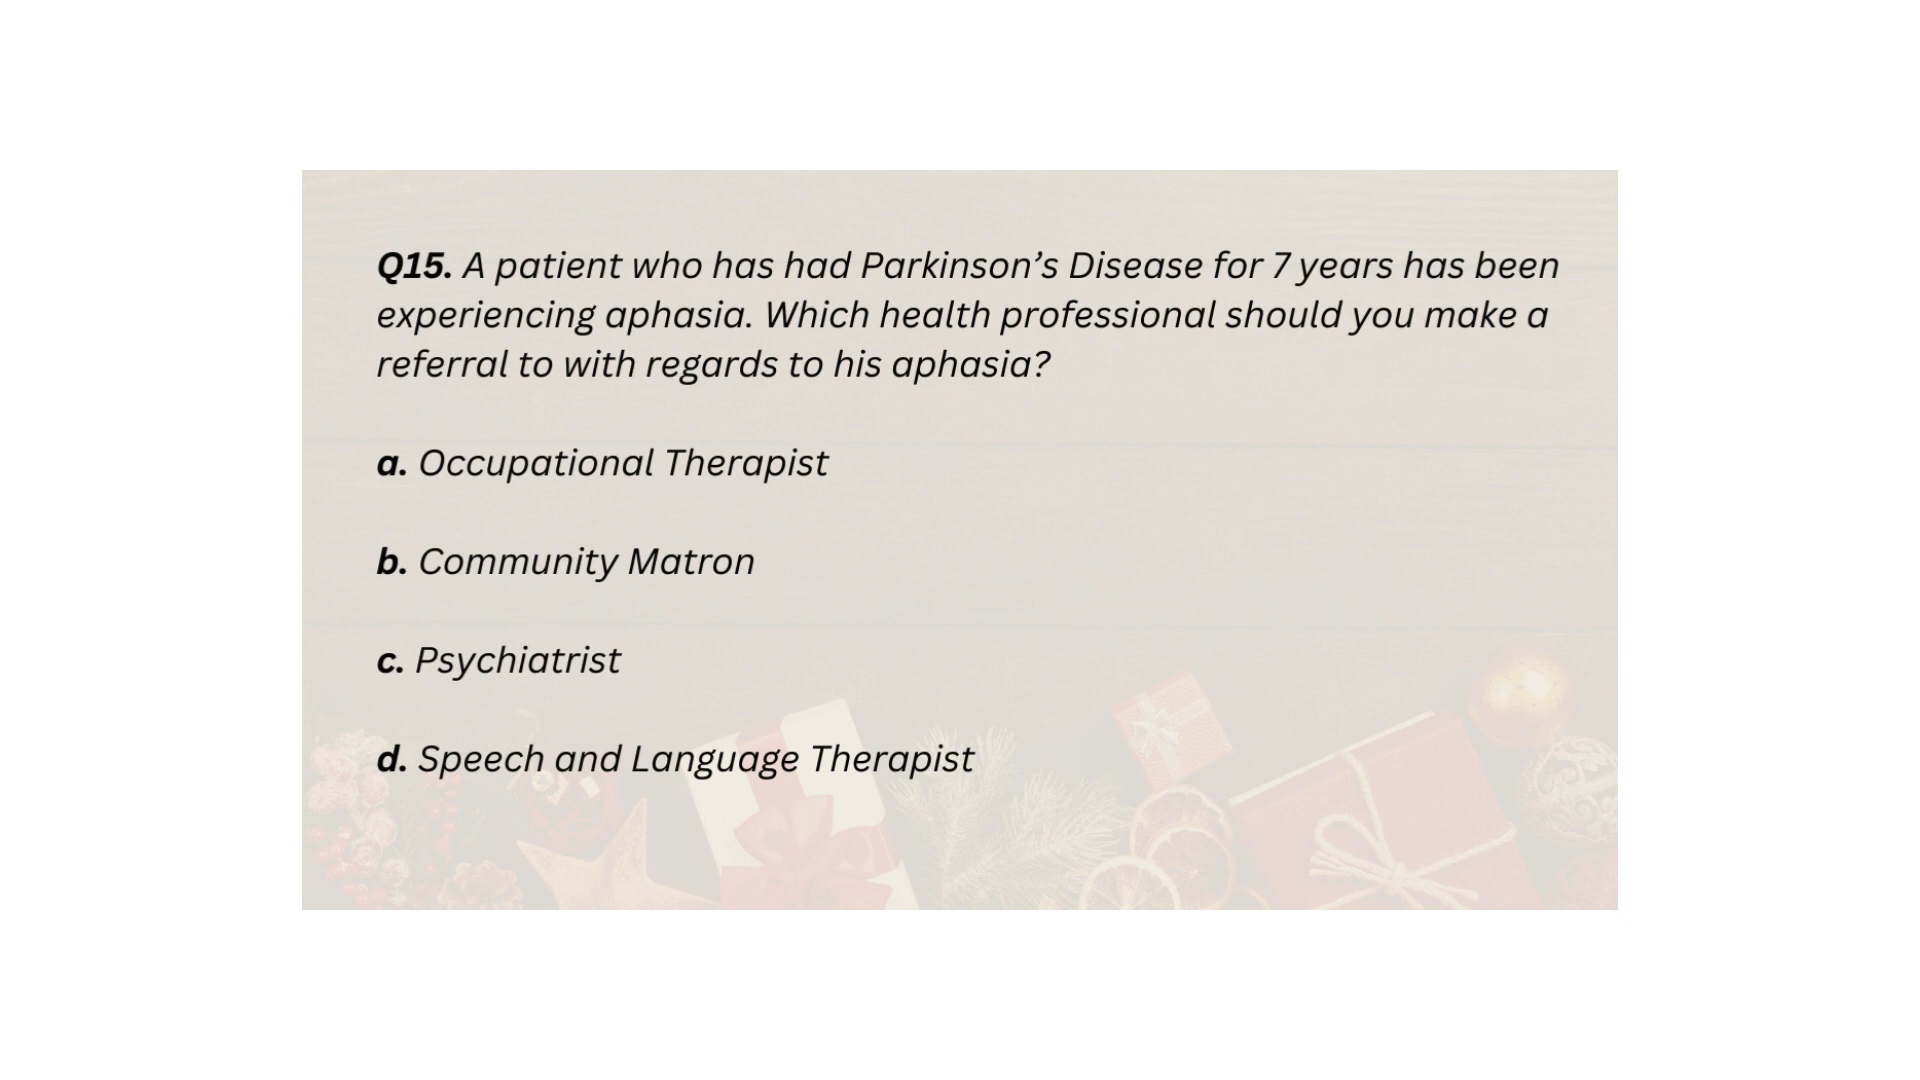 Q15. A patient who has had Parkinson’s Disease for 7 years has been
experiencing aphasia. Which health professional should you make a
referral to with regards to his aphasia?
a. Occupational Therapist
b. Community Matron
c. Psychiatrist
d. Speech and Language Therapist